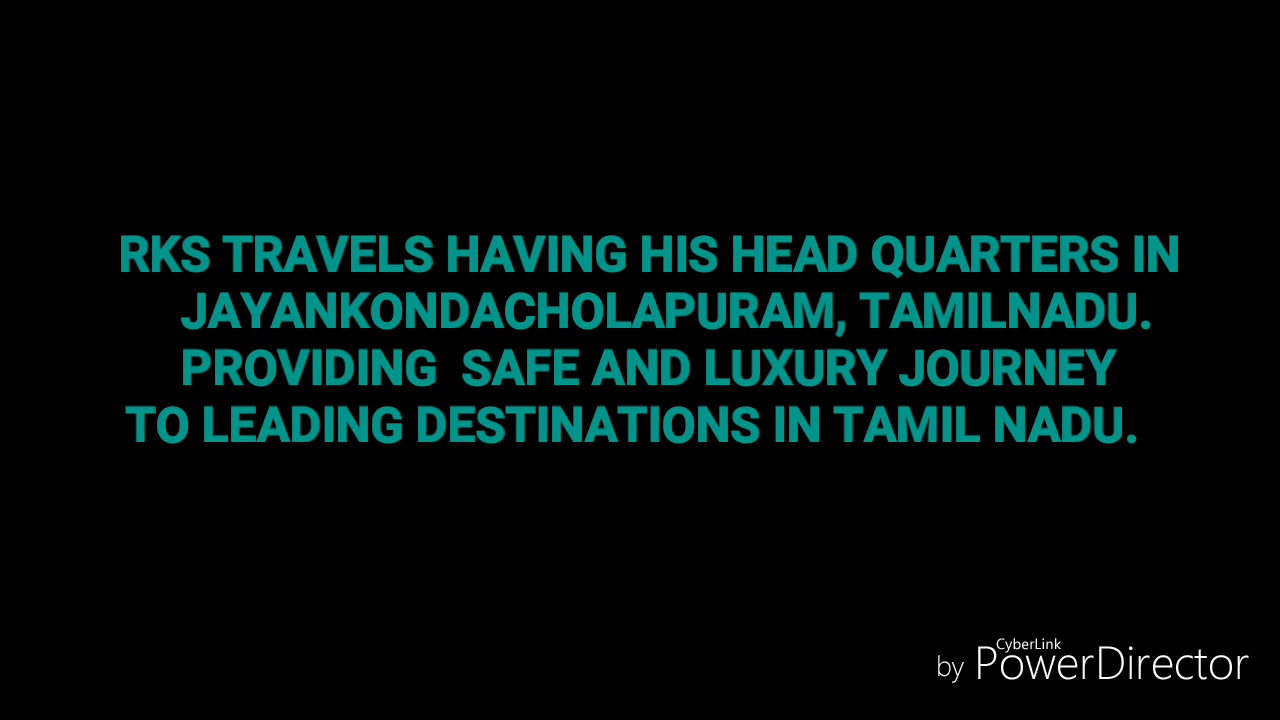 RKS TRAVELS HAVING HIS HEAD QUARTERS IN
JAYANKONDACHOLAPURAM, TAMILNADU.
PROVIDING  SAFE AND LUXURY JOURNEY
TO LEADING DESTINATIONS IN TAMIL NADU.
CyberLink
by PowerDirector